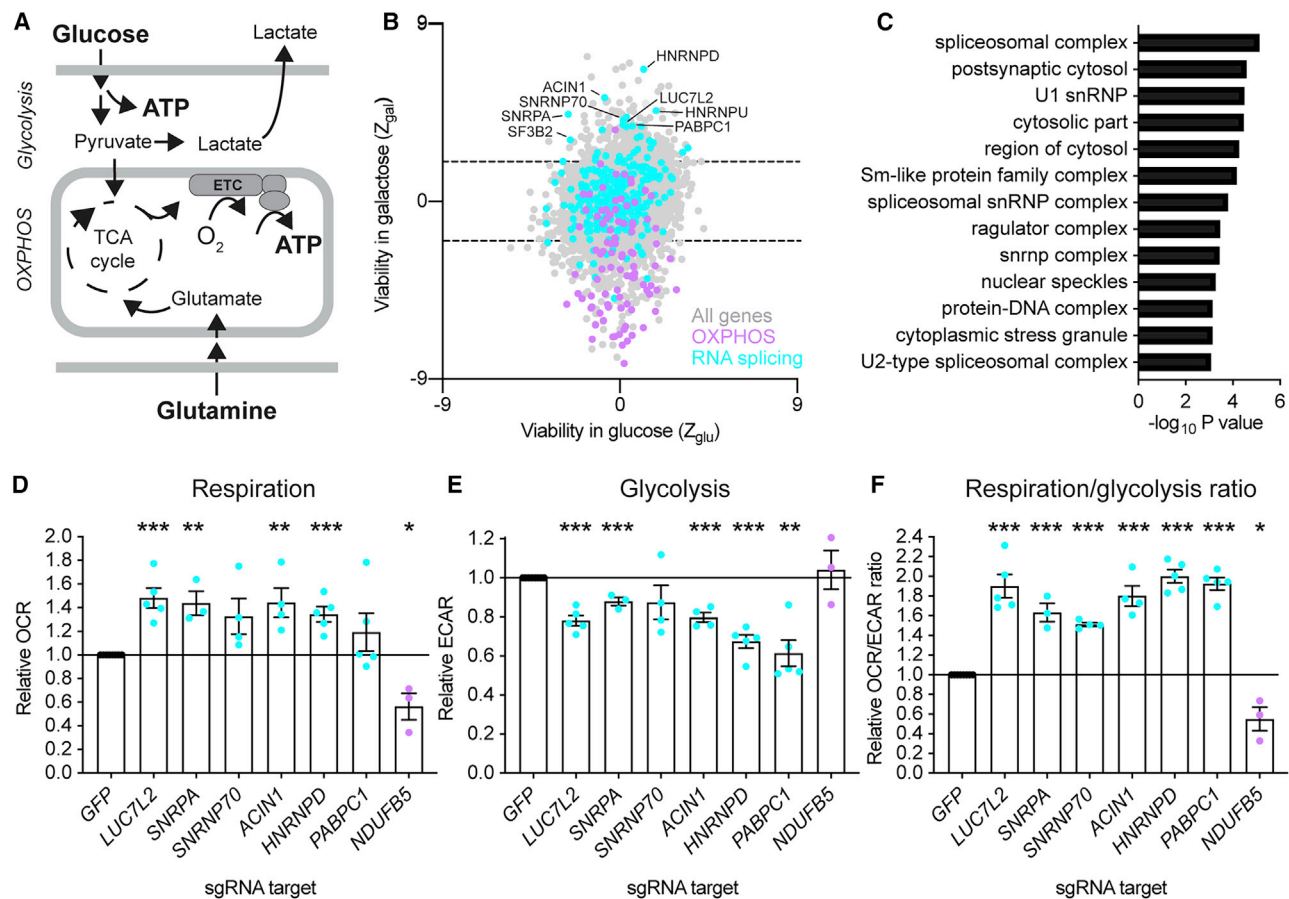 A
Glucose
Lactate
Glycolysis
ATP
Pyruvate
Lactate
OXPHOS
ETC
TCA
cycle
O2
ATP
Glutamate
Glutamine
B
9
0
-9
Viability in galactose (Zgal)
HNRNPD
ACIN1
SNRNP70
LUC7L2
SNRPA
HNRNPU
SF3B2
PABPC1
All genes
OXPHOS
RNA splicing
-9 0 9
Viability in glucose (Zglu)
C
spliceosomal complex
postsynaptic cytosol
U1 snRNP
cytosolic part
region of cytosol
Sm-like protein family complex
spliceosomal snRNP complex
ragulator complex
snrnp complex
nuclear speckles
protein-DNA complex
cytoplasmic stress granule
U2-type spliceosomal complex
0 2 4 6
-log10 P value
D
Respiration
*** ** ** *** *
2.0
1.8
1.6
1.4
1.2
1.0
0.8
0.6
0.4
0.2
0.0
Relative OCR
GFP
LUC7L2
SNRPA
SNRNP70
ACIN1
HNRNPD
PABPC1
NDUFB5
sgRNA target
E
Glycolysis
*** *** *** *** **
1.2
1.0
0.8
0.6
0.4
0.2
0.0
Relative ECAR
GFP
LUC7L2
SNRPA
SNRNP70
ACIN1
HNRNPD
PABPC1
NDUFB5
sgRNA target
F
Respiration/glycolysis ratio
*** *** *** *** *** *** *
2.4
2.2
2.0
1.8
1.6
1.4
1.2
1.0
0.8
0.6
0.4
0.2
0.0
Relative OCR/ECAR ratio
GFP
LUC7L2
SNRPA
SNRNP70
ACIN1
HNRNPD
PABPC1
NDUFB5
sgRNA target